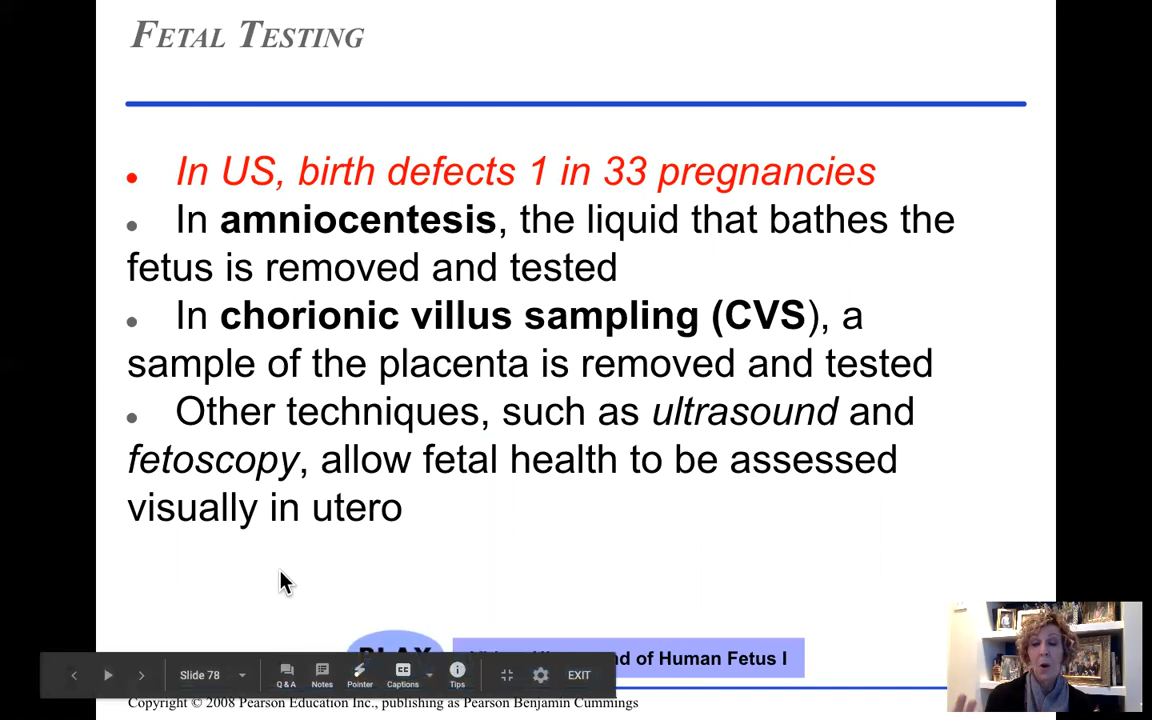 FETAL TESTING
• In US, birth defects 1 in 33 pregnancies
• In amniocentesis, the liquid that bathes the
fetus is removed and tested
• In chorionic villus sampling (CVS), a
sample of the placenta is removed and tested
• Other techniques, such as ultrasound and
fetoscopy, allow fetal health to be assessed
visually in utero
of Human Fetus I
Slide 78
Q & A
Notes
Pointer
Captions
Tips
EXIT
Copyright © 2008 Pearson Education Inc., publishing as Pearson Benjamin Cummings